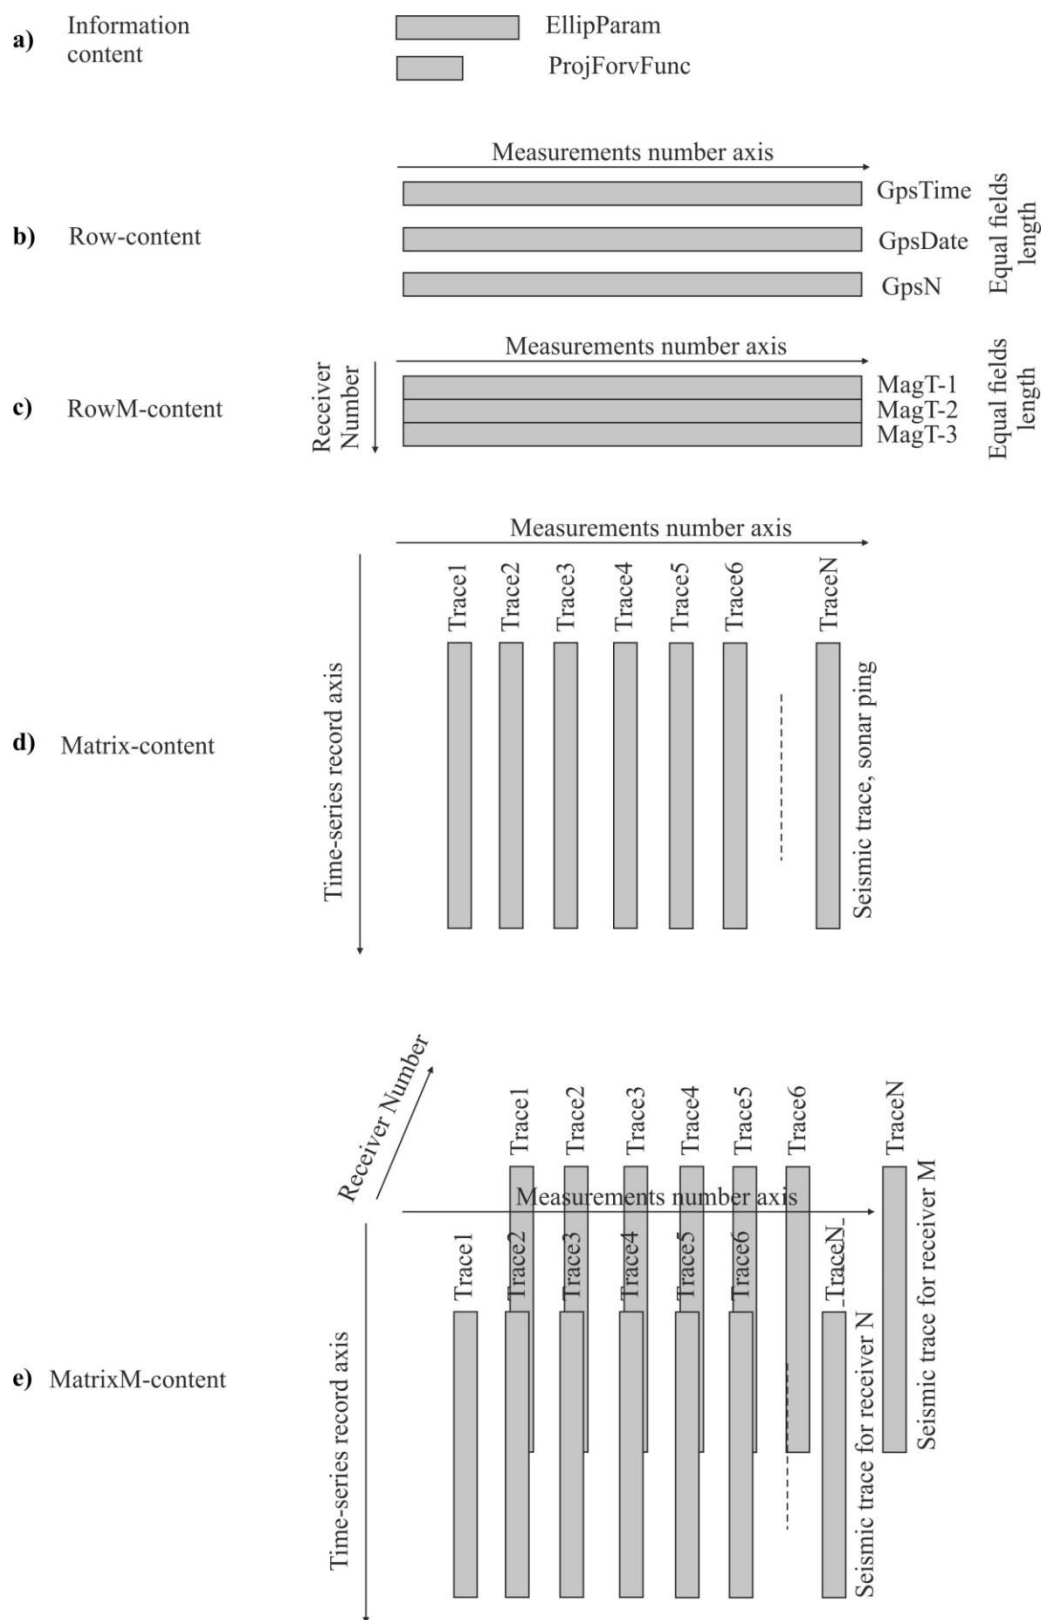 a)
Information
content
EllipParam
ProjForvFunc
b)
Row-content
Measurements number axis
GpsTime
GpsDate
GpsN
Equal fields
length
c)
RowM-content
Receiver
Number
Measurements number axis
MagT-1
MagT-2
MagT-3
Equal fields
length
d)
Matrix-content
Measurements number axis
Time-series record axis
Trace1
Trace2
Trace3
Trace4
Trace5
Trace6
TraceN
Seismic trace, sonar ping
e)
MatrixM-content
Receiver Number
Trace1
Trace2
Trace3
Trace4
Trace5
Trace6
TraceN
Seismic trace for receiver M
Measurements number axis
Time-series record axis
Trace1
Trace2
Trace3
Trace4
Trace5
Trace6
TraceN
Seismic trace for receiver N